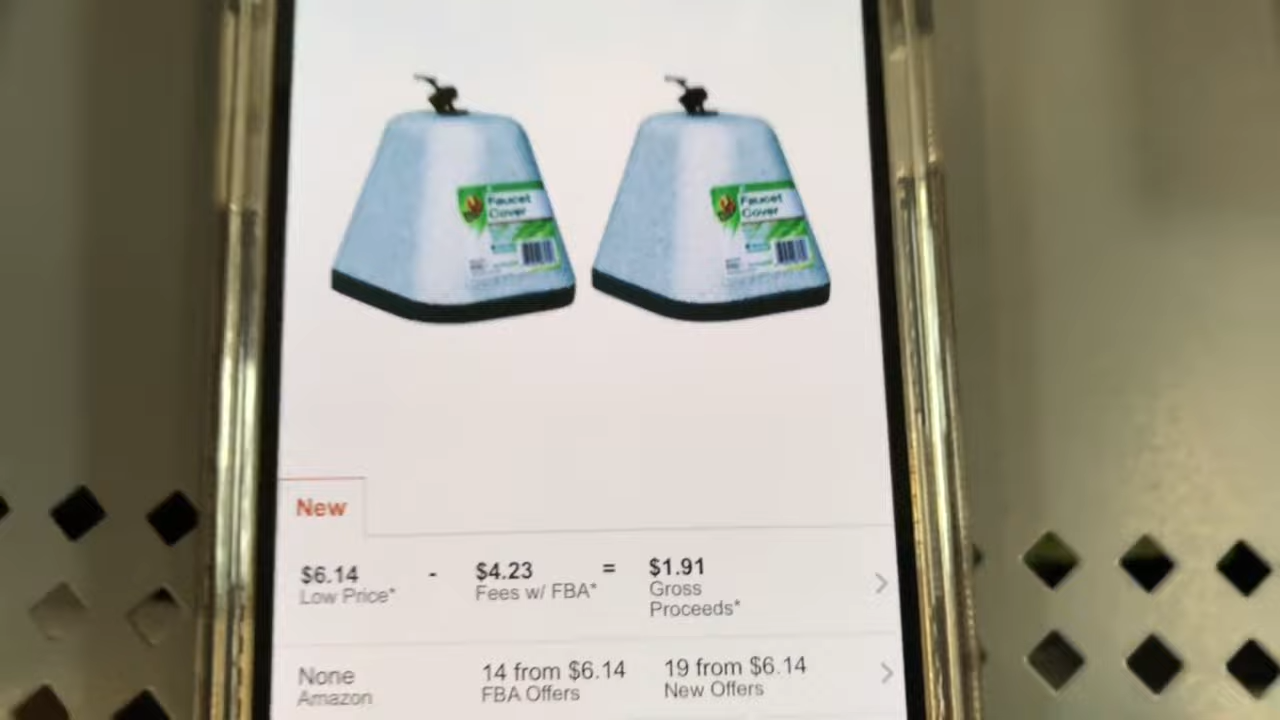 Faucet
Cover
Faucet
Cover
New
$6.14 - $4.23 = $1.91
Low Price* Fees w/ FBA* Gross
Proceeds*
None 14 from $6.14 19 from $6.14
Amazon FBA Offers New Offers